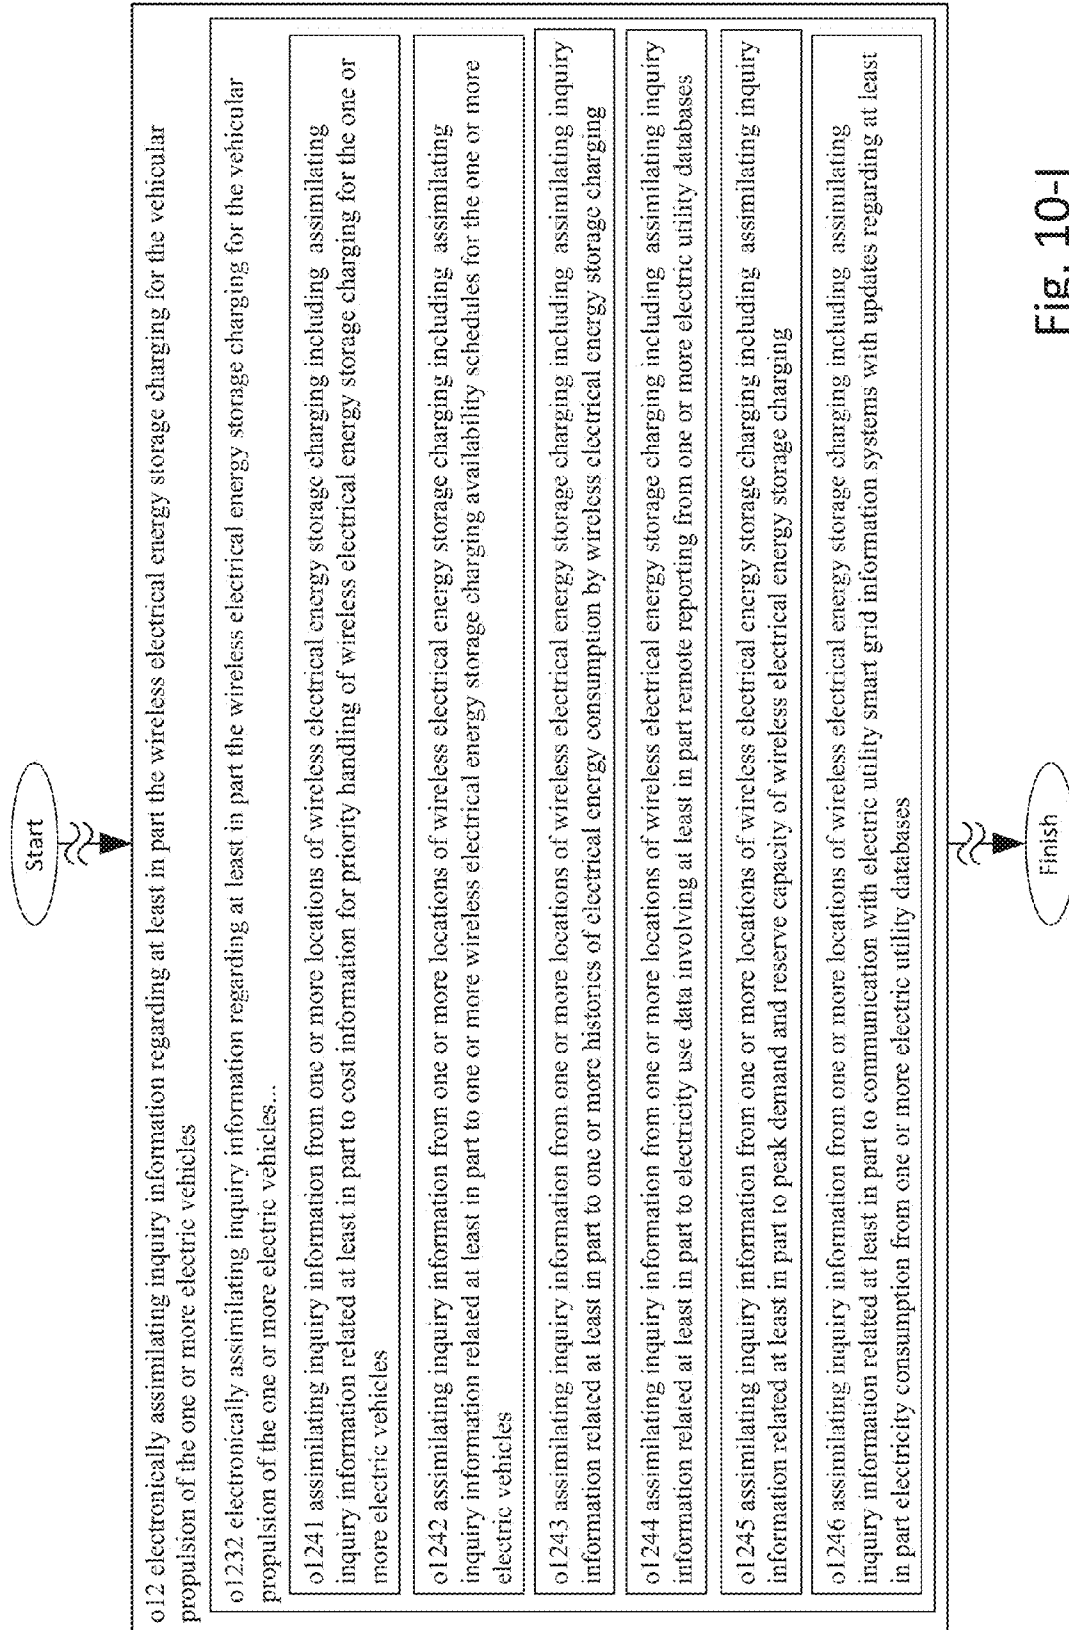 Start
o12 electronically assimilating inquiry information regarding at least in part the wireless electrical energy storage charging for the vehicular
propulsion of the one or more electric vehicles
o1232 electronically assimilating inquiry information regarding at least in part the wireless electrical energy storage charging for the vehicular
propulsion of the one or more electric vehicles...
o1241 assimilating inquiry information from one or more locations of wireless electrical energy storage charging including assimilating
inquiry information related at least in part to cost information for priority handling of wireless electrical energy storage charging for the one or
more electric vehicles
o1242 assimilating inquiry information from one or more locations of wireless electrical energy storage charging including assimilating
inquiry information related at least in part to one or more wireless electrical energy storage charging availability schedules for the one or more
electric vehicles
o1243 assimilating inquiry information from one or more locations of wireless electrical energy storage charging including assimilating inquiry
information related at least in part to one or more histories of electrical energy consumption by wireless electrical energy storage charging
o1244 assimilating inquiry information from one or more locations of wireless electrical energy storage charging including assimilating inquiry
information related at least in part to electricity use data involving at least in part remote reporting from one or more electric utility databases
o1245 assimilating inquiry information from one or more locations of wireless electrical energy storage charging including assimilating inquiry
information related at least in part to peak demand and reserve capacity of wireless electrical energy storage charging
o1246 assimilating inquiry information from one or more locations of wireless electrical energy storage charging including assimilating
inquiry information related at least in part to communication with electric utility smart grid information systems with updates regarding at least
in part electricity consumption from one or more electric utility databases
Finish
Fig. 10-I